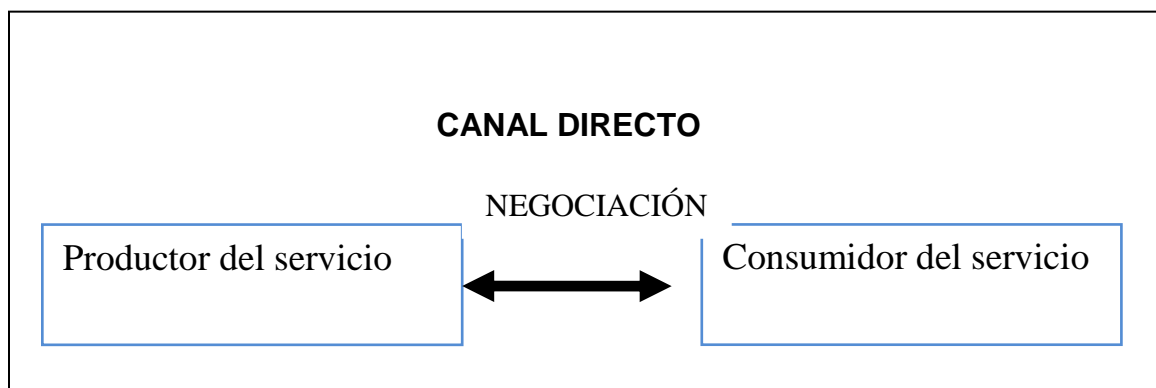 CANAL DIRECTO
NEGOCIACIÓN
Productor del servicio
Consumidor del servicio